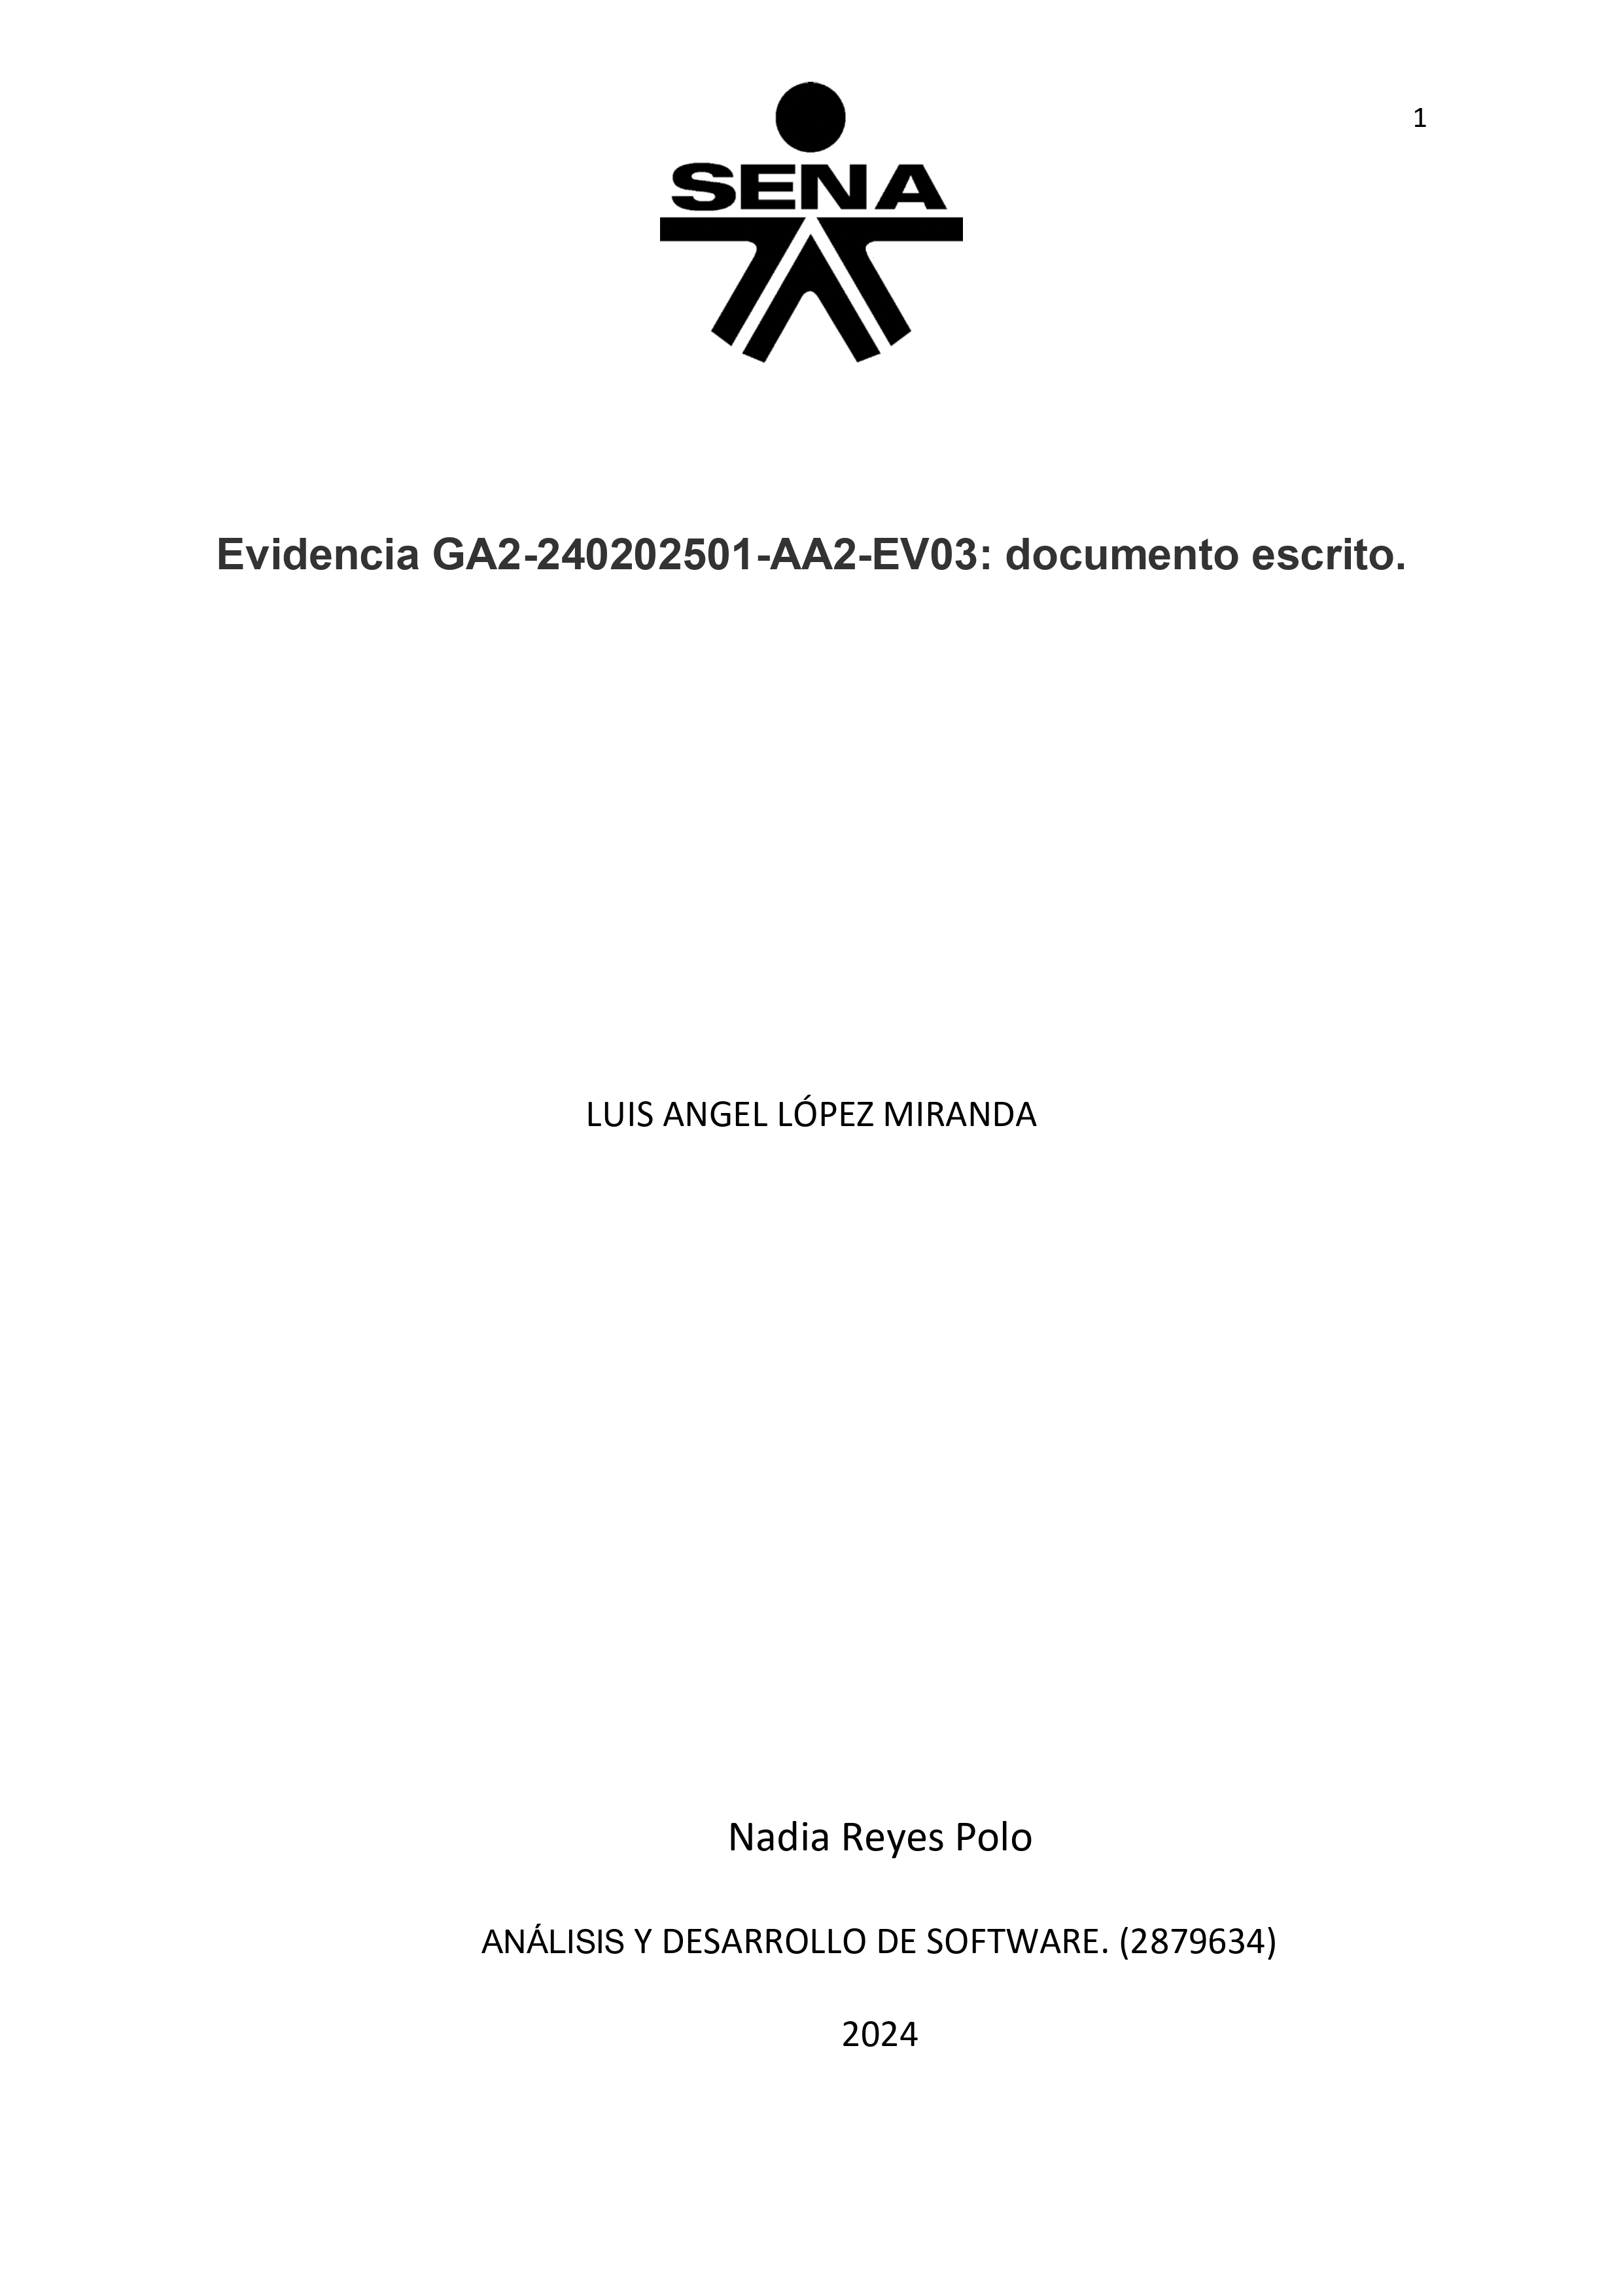 1
SENA
Evidencia GA2-240202501-AA2-EV03: documento escrito.
LUIS ANGEL LÓPEZ MIRANDA
Nadia Reyes Polo
ANÁLISIS Y DESARROLLO DE SOFTWARE. (2879634)
2024